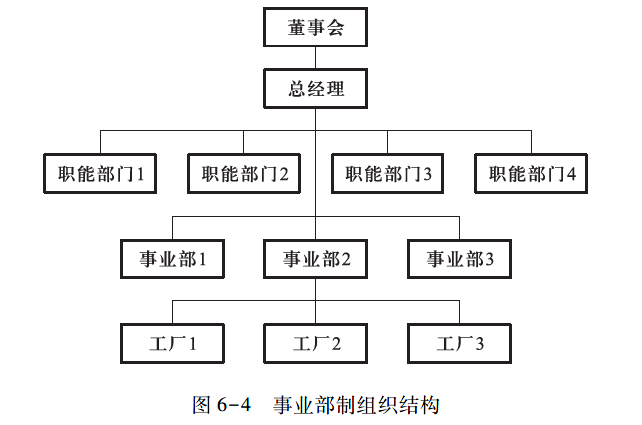 董事会
总经理
职能部门1 职能部门2 职能部门3 职能部门4
事业部1 事业部2 事业部3
工厂1 工厂2 工厂3
图 6-4 事业部制组织结构